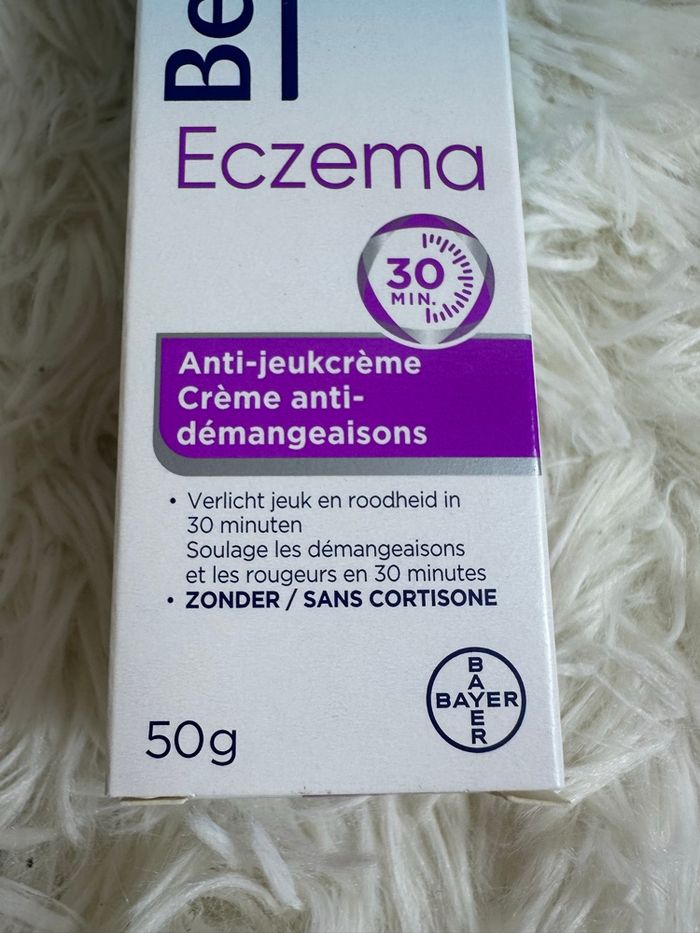 Be
Eczema
30
MIN.
Anti-jeukcrème
Crème anti-
démangeaisons
• Verlicht jeuk en roodheid in
30 minuten
Soulage les démangeaisons
et les rougeurs en 30 minutes
• ZONDER / SANS CORTISONE
BAYER
BAYER
50g